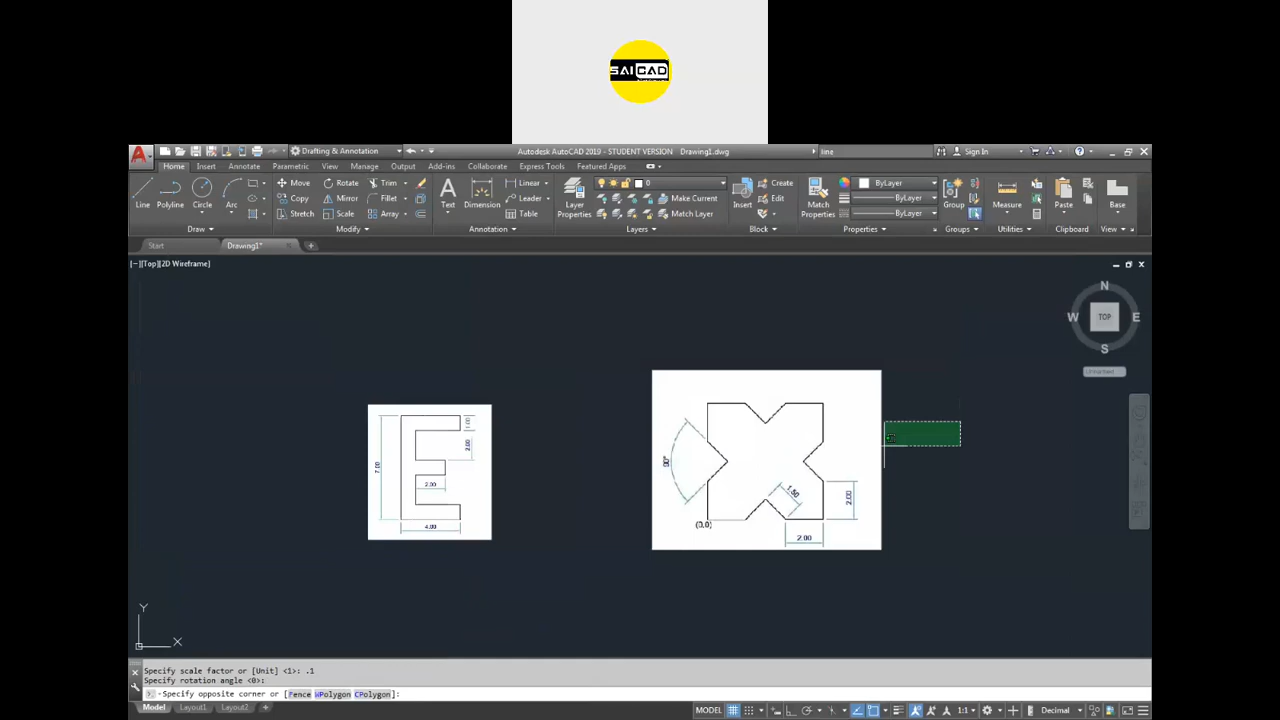 SAI CAD
Drafting & Annotation
Autodesk AutoCAD 2019 - STUDENT VERSION Drawing1.dwg
line
Sign In
Home Insert Annotate Parametric View Manage Output Add-ins Collaborate Express Tools Featured Apps
Line Polyline Circle Arc
Move Rotate Trim
Copy Mirror Fillet
Stretch Scale Array
Text Dimension
Linear
Leader
Table
Layer Properties
0
Make Current
Match Layer
Insert
Create
Edit
Match Properties
ByLayer
ByLayer
ByLayer
Group Measure Paste Base
Draw Modify Annotation Layers Block Properties Groups Utilities Clipboard View
Start Drawing1*
[−][Top][2D Wireframe]
N
W TOP E
S
7.00
1.00
2.00
2.00
4.00
90°
1.50
2.00
(0,0)
2.00
Y
X
Specify scale factor or [Unit] <1>: .1
Specify rotation angle <0>:
Specify opposite corner or [Fence WPolygon CPolygon]:
Model Layout1 Layout2 +
MODEL 1:1 Decimal